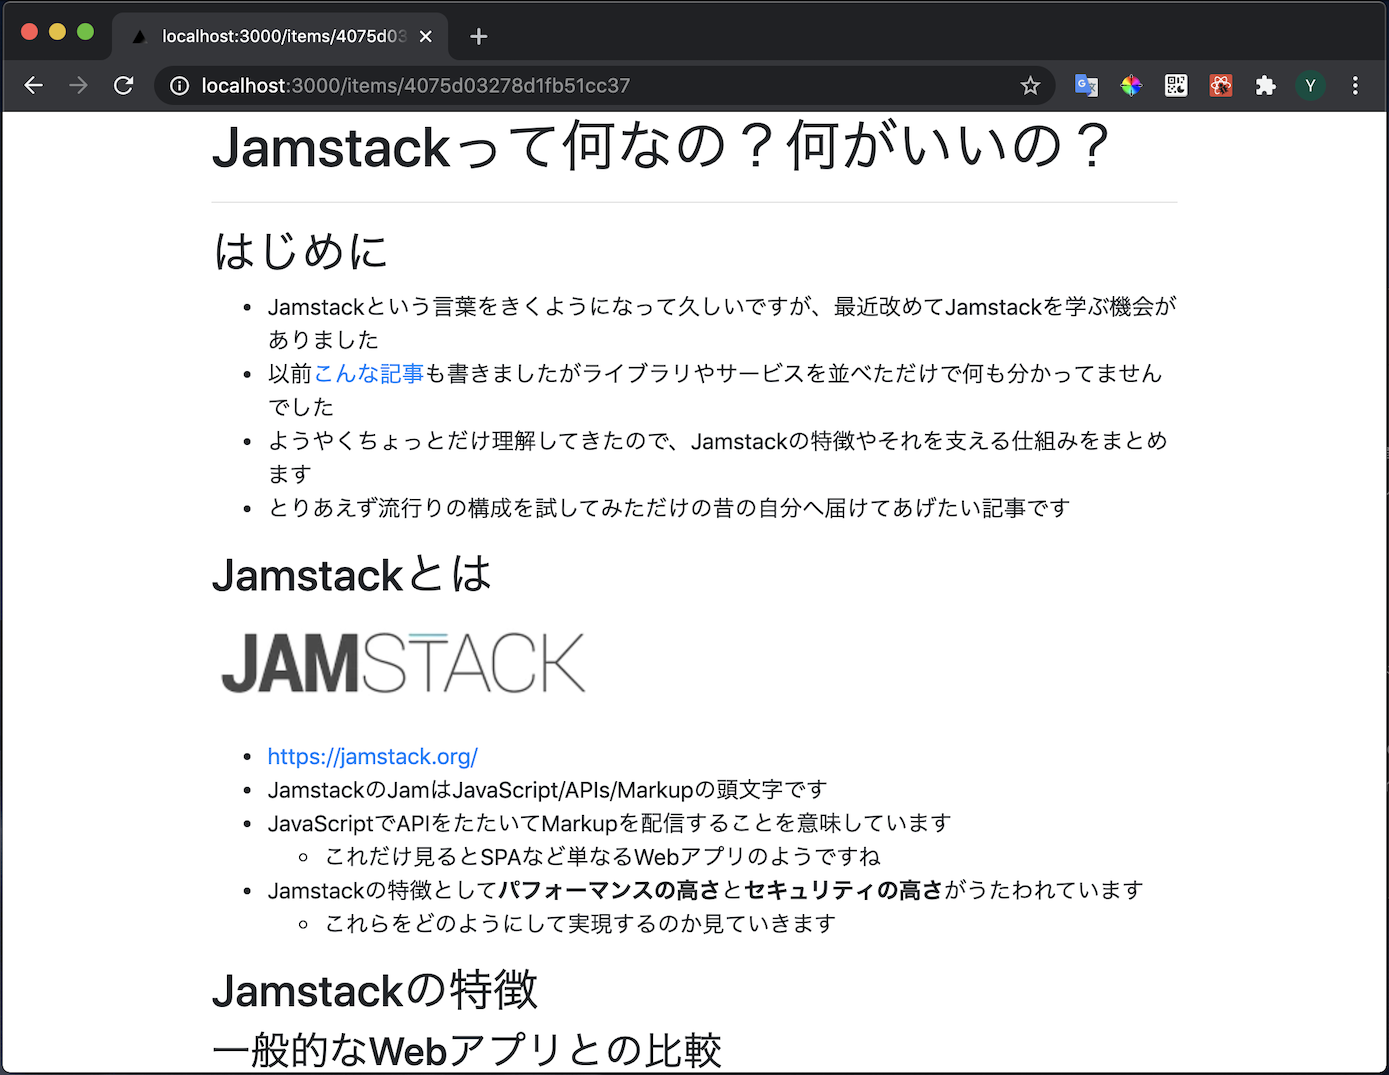 localhost:3000/items/4075d03
localhost:3000/items/4075d03278d1fb51cc37
Y
Jamstackって何なの？何がいいの？
はじめに
Jamstackという言葉をきくようになって久しいですが、最近改めてJamstackを学ぶ機会が
ありました
以前こんな記事も書きましたがライブラリやサービスを並べただけで何も分かってません
でした
ようやくちょっとだけ理解してきたので、Jamstackの特徴やそれを支える仕組みをまとめ
ます
とりあえず流行りの構成を試してみただけの昔の自分へ届けてあげたい記事です
Jamstackとは
JAMSTACK
https://jamstack.org/
JamstackのJamはJavaScript/APIs/Markupの頭文字です
JavaScriptでAPIをたたいてMarkupを配信することを意味しています
これだけ見るとSPAなど単なるWebアプリのようですね
Jamstackの特徴としてパフォーマンスの高さとセキュリティの高さがうたわれています
これらをどのようにして実現するのか見ていきます
Jamstackの特徴
一般的なWebアプリとの比較